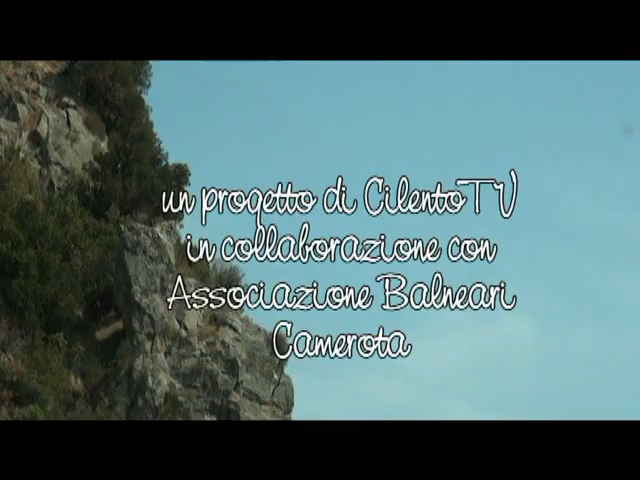 un progetto di CilentoTV
in collaborazione con
Associazione Balneari
Camerota